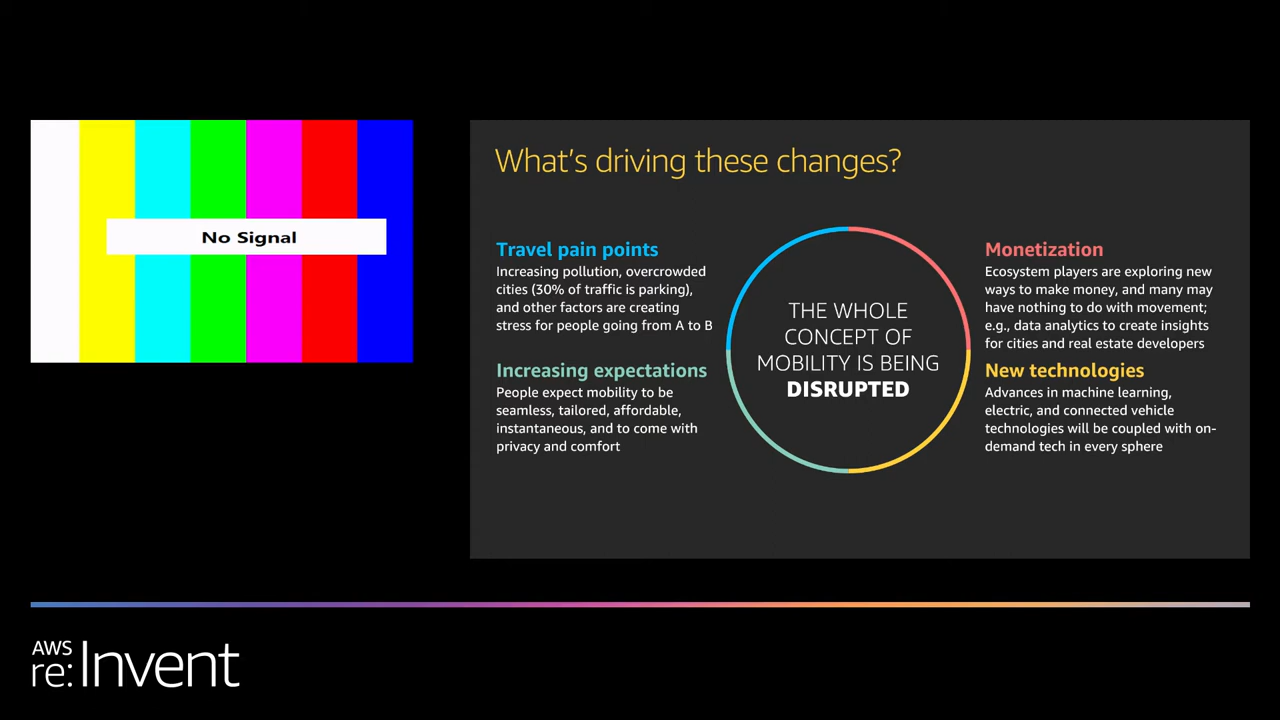 No Signal
What's driving these changes?
Travel pain points
Increasing pollution, overcrowded
cities (30% of traffic is parking),
and other factors are creating
stress for people going from A to B
Increasing expectations
People expect mobility to be
seamless, tailored, affordable,
instantaneous, and to come with
privacy and comfort
THE WHOLE
CONCEPT OF
MOBILITY IS BEING
DISRUPTED
Monetization
Ecosystem players are exploring new
ways to make money, and many may
have nothing to do with movement;
e.g., data analytics to create insights
for cities and real estate developers
New technologies
Advances in machine learning,
electric, and connected vehicle
technologies will be coupled with on-
demand tech in every sphere
AWS
re:Invent